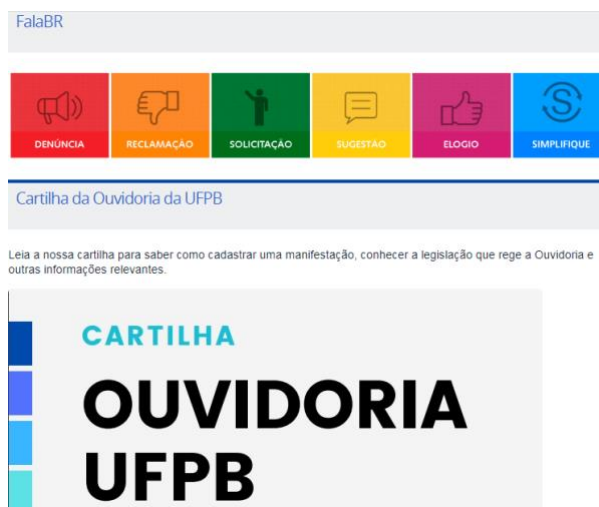 FalaBR
DENÚNCIA RECLAMAÇÃO SOLICITAÇÃO SUGESTÃO ELOGIO SIMPLIFIQUE
Cartilha da Ouvidoria da UFPB
Leia a nossa cartilha para saber como cadastrar uma manifestação, conhecer a legislação que rege a Ouvidoria e
outras informações relevantes.
CARTILHA
OUVIDORIA
UFPB